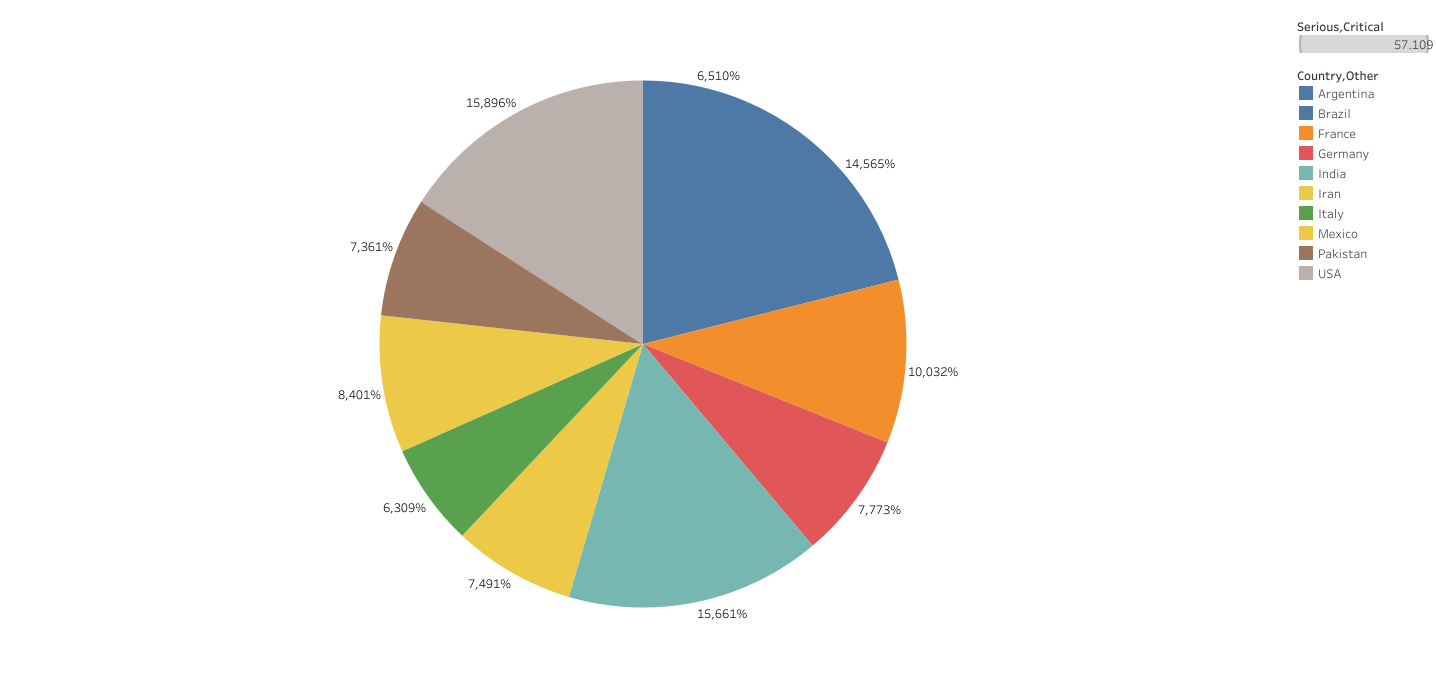 Serious,Critical
57.109
Country,Other
Argentina
Brazil
France
Germany
India
Iran
Italy
Mexico
Pakistan
USA
6,510%
14,565%
10,032%
7,773%
15,661%
7,491%
6,309%
8,401%
7,361%
15,896%